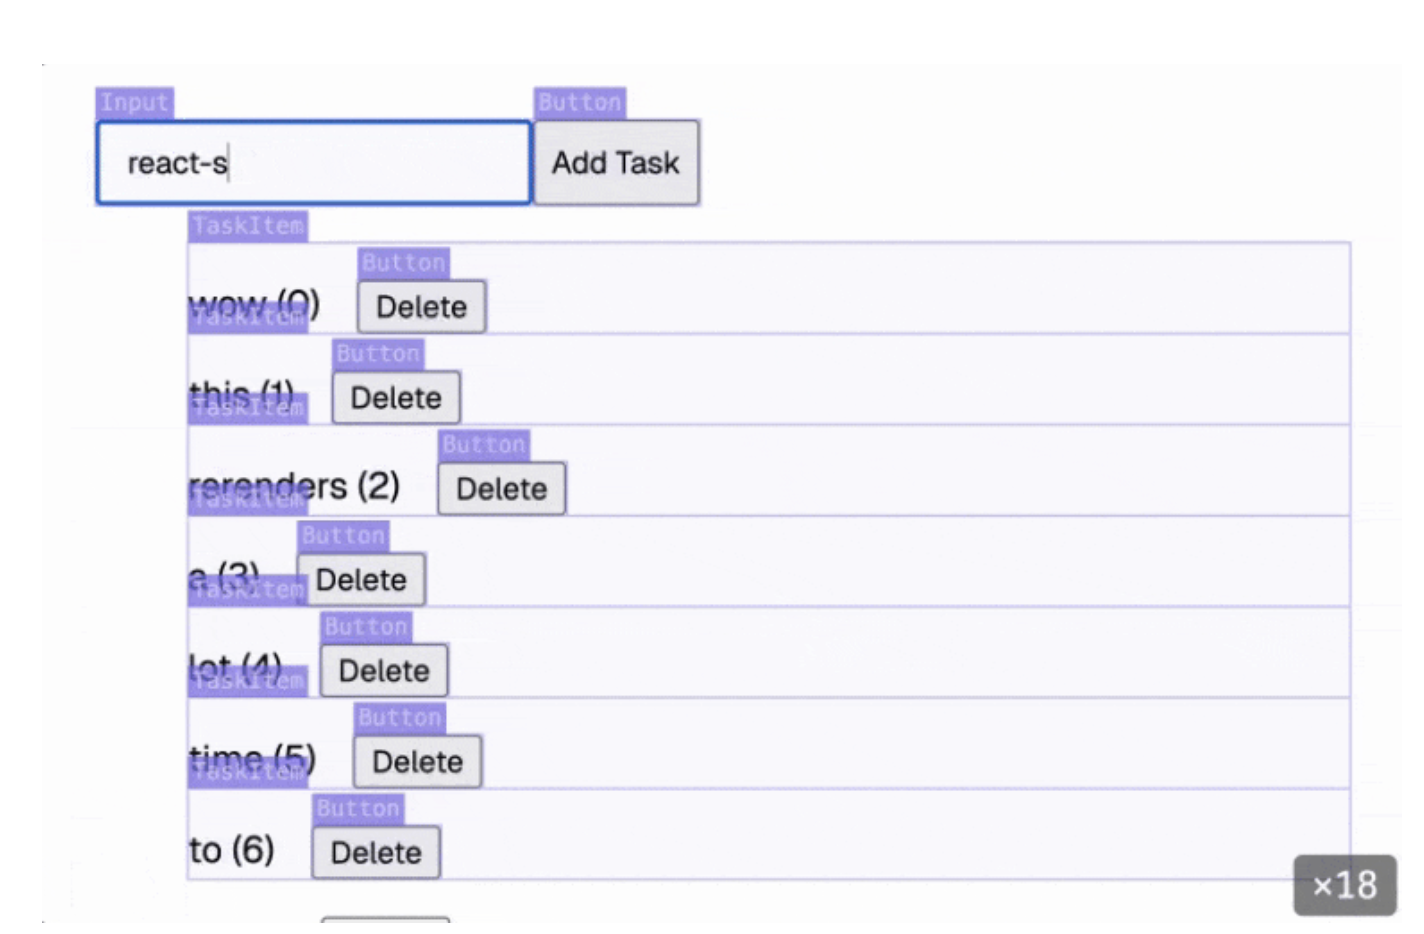 Input Button
react-s Add Task
TaskItem
Button
wow (0) Delete
TaskItem
Button
this (1) Delete
TaskItem
Button
rerenders (2) Delete
TaskItem
Button
a (3) Delete
TaskItem
Button
lot (4) Delete
TaskItem
Button
time (5) Delete
TaskItem
Button
to (6) Delete
×18